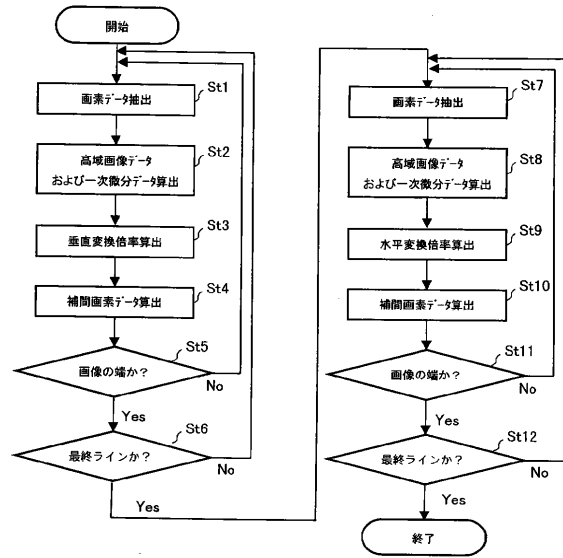 開始
St1
画素データ抽出
St2
高域画像データ
および一次微分データ算出
St3
垂直変換倍率算出
St4
補間画素データ算出
St5
画像の端か?
No
Yes
St6
最終ラインか?
No
Yes
St7
画素データ抽出
St8
高域画像データ
および一次微分データ算出
St9
水平変換倍率算出
St10
補間画素データ算出
St11
画像の端か?
No
Yes
St12
最終ラインか?
No
Yes
終了